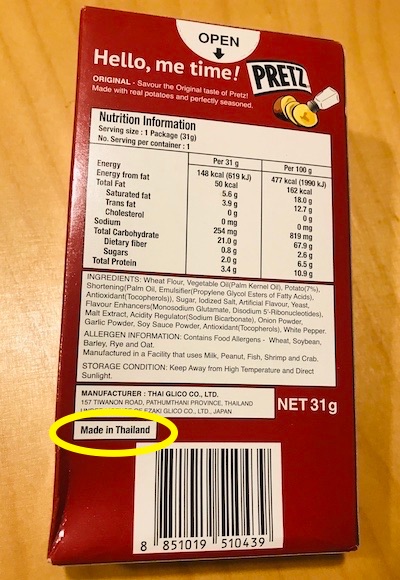 OPEN
Hello, me time! PRETZ
ORIGINAL - Savour the Original taste of Pretz!
Made with real potatoes and perfectly seasoned.
Nutrition Information
Serving size : 1 Package (31g)
No. Serving per container : 1
Per 31 g Per 100 g
Energy 148 kcal (619 kJ) 477 kcal (1990 kJ)
Energy from fat 50 kcal 162 kcal
Total Fat 5.6 g 18.0 g
Saturated fat 3.9 g 12.7 g
Trans fat 0 g 0 g
Cholesterol 0 mg 0 mg
Sodium 254 mg 819 mg
Total Carbohydrate 21.0 g 67.9 g
Dietary fiber 0.8 g 2.6 g
Sugars 2.0 g 6.5 g
Total Protein 3.4 g 10.9 g
INGREDIENTS: Wheat Flour, Vegetable Oil(Palm Kernel Oil), Potato(7%),
Shortening(Palm Oil, Emulsifier(Propylene Glycol Esters of Fatty Acids),
Antioxidant(Tocopherols)), Sugar, Iodized Salt, Artificial Flavour, Yeast,
Flavour Enhancers(Monosodium Glutamate, Disodium 5'-Ribonucleotides),
Malt Extract, Acidity Regulator(Sodium Bicarbonate), Onion Powder,
Garlic Powder, Soy Sauce Powder, Antioxidant(Tocopherols), White Pepper.
ALLERGEN INFORMATION: Contains Food Allergens - Wheat, Soybean,
Barley, Rye and Oat.
Manufactured in a Facility that uses Milk, Peanut, Fish, Shrimp and Crab.
STORAGE CONDITION: Keep Away from High Temperature and Direct
Sunlight.
MANUFACTURER : THAI GLICO CO., LTD.
157 TIWANON ROAD, PATHUMTHANI PROVINCE, THAILAND
EZAKI GLICO CO., LTD., JAPAN
NET 31g
Made in Thailand
8 851019 510439